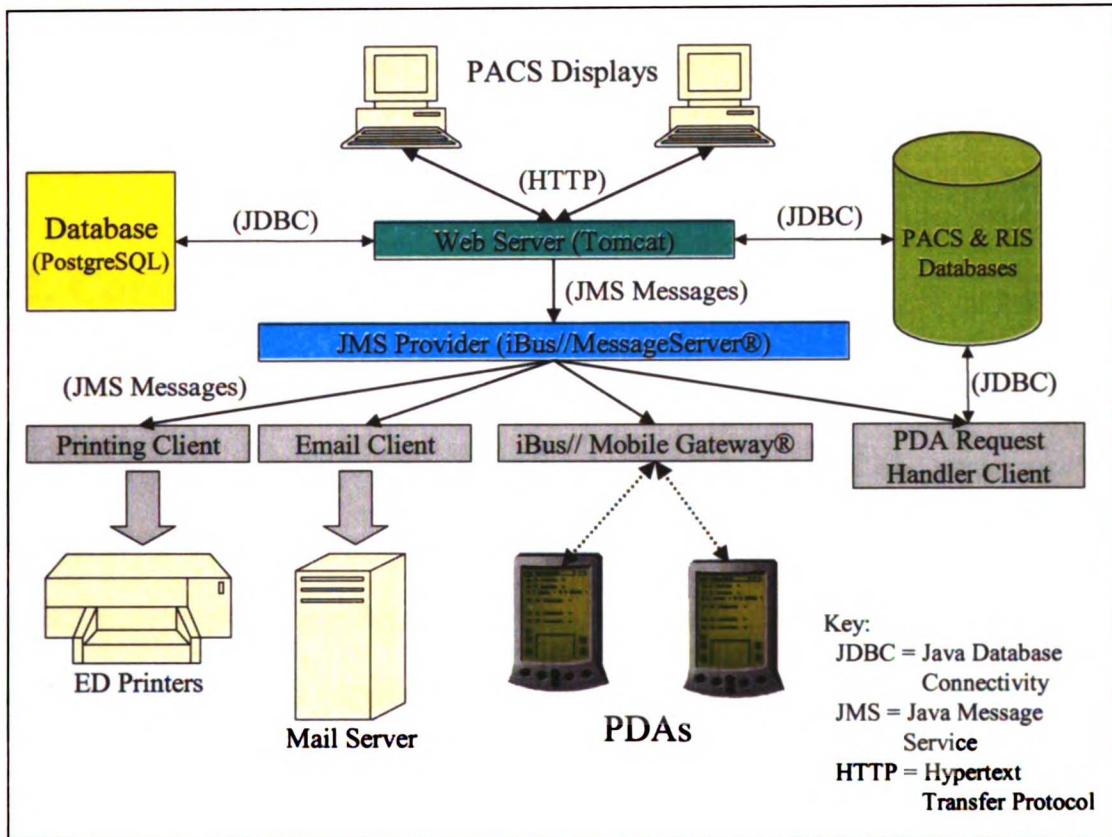 PACS Displays
(HTTP)
Database
(PostgreSQL)
(JDBC)
Web Server (Tomcat)
(JDBC)
PACS & RIS
Databases
(JMS Messages)
JMS Provider (iBus//MessageServer®)
(JMS Messages)
(JDBC)
Printing Client
Email Client
iBus// Mobile Gateway®
PDA Request
Handler Client
ED Printers
Mail Server
PDAs
Key:
JDBC = Java Database
Connectivity
JMS = Java Message
Service
HTTP = Hypertext
Transfer Protocol